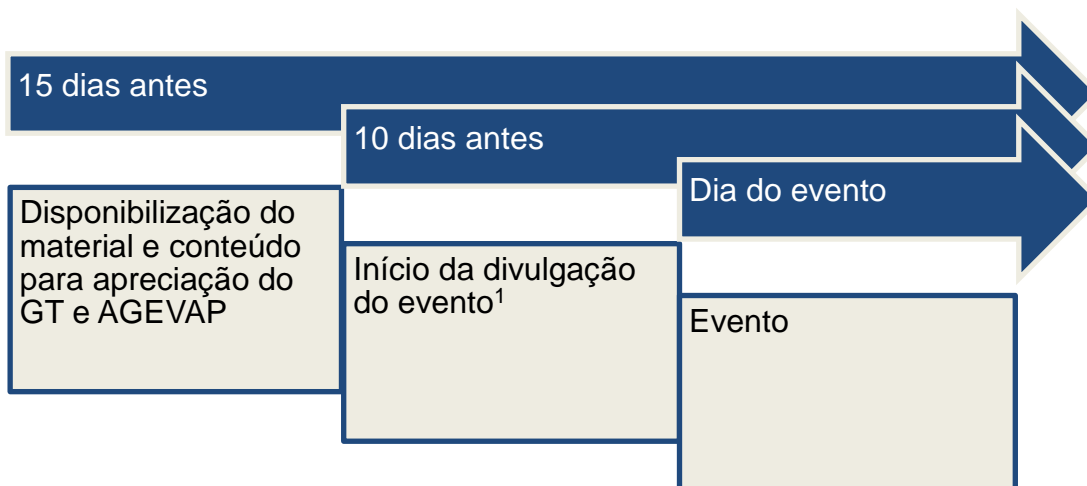 15 dias antes
10 dias antes
Dia do evento
Disponibilização do
material e conteúdo
para apreciação do
GT e AGEVAP
Início da divulgação
do evento¹
Evento